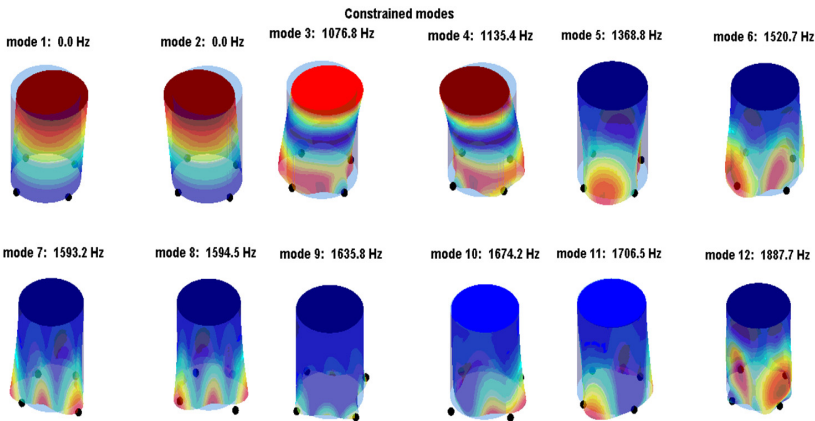 Constrained modes
mode 1: 0.0 Hz
mode 2: 0.0 Hz
mode 3: 1076.8 Hz
mode 4: 1135.4 Hz
mode 5: 1368.8 Hz
mode 6: 1520.7 Hz
mode 7: 1593.2 Hz
mode 8: 1594.5 Hz
mode 9: 1635.8 Hz
mode 10: 1674.2 Hz
mode 11: 1706.5 Hz
mode 12: 1887.7 Hz